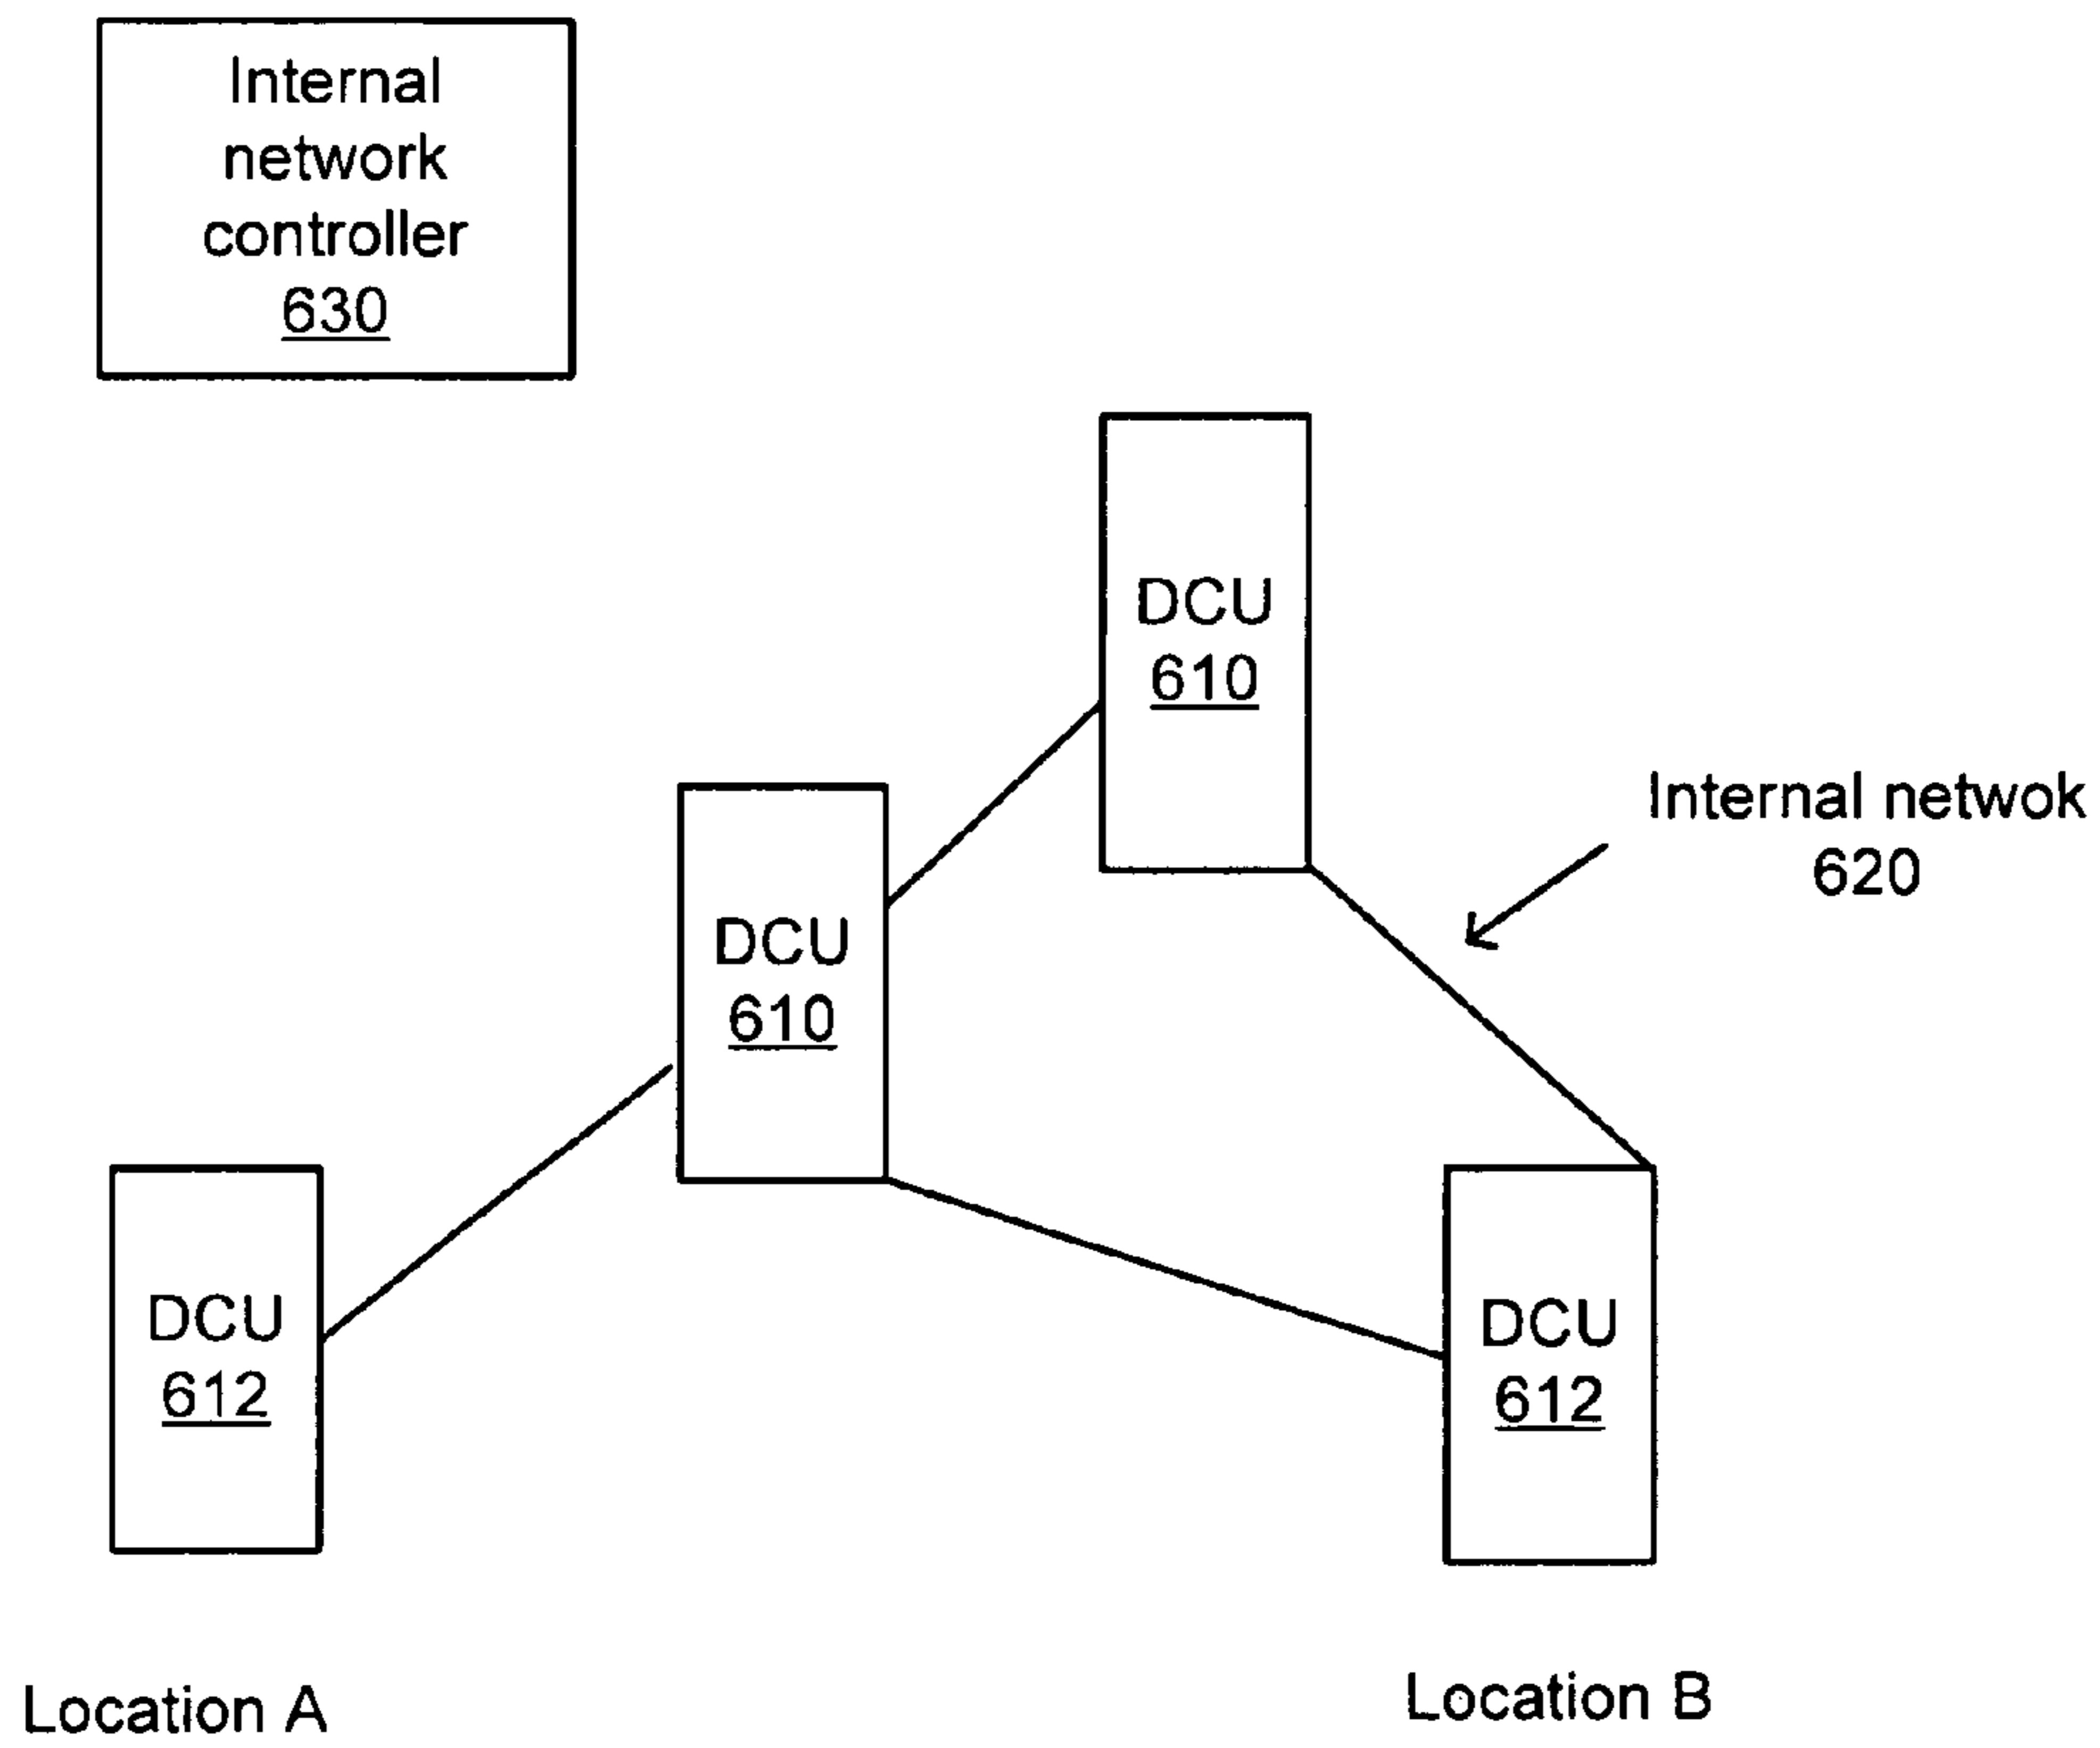 Internal
network
controller
630
DCU
610
Internal netwok
620
DCU
610
DCU
612
DCU
612
Location A
Location B